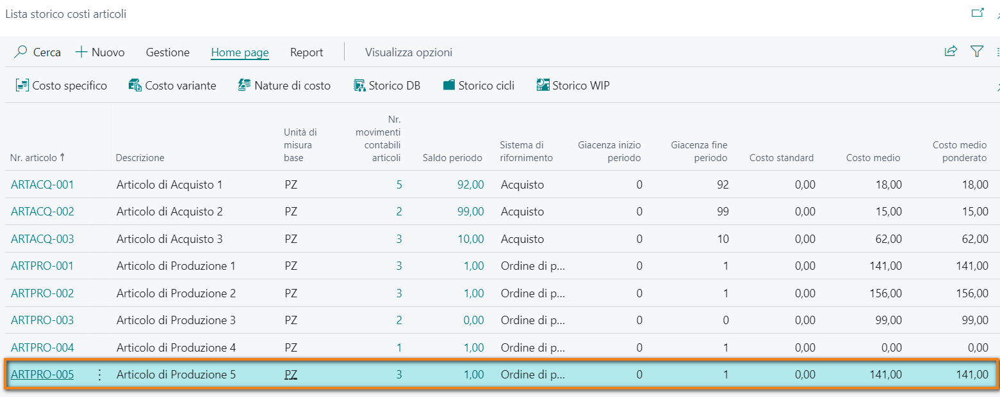 Lista storico costi articoli
Cerca Nuovo Gestione Home page Report Visualizza opzioni
Costo specifico Costo variante Nature di costo Storico DB Storico cicli Storico WIP
Nr. articolo ↑ Descrizione Unità di misura base Nr. movimenti contabili articoli Saldo periodo Sistema di rifornimento Giacenza inizio periodo Giacenza fine periodo Costo standard Costo medio Costo medio ponderato
ARTACQ-001 Articolo di Acquisto 1 PZ 5 92,00 Acquisto 0 92 0,00 18,00 18,00
ARTACQ-002 Articolo di Acquisto 2 PZ 2 99,00 Acquisto 0 99 0,00 15,00 15,00
ARTACQ-003 Articolo di Acquisto 3 PZ 3 10,00 Acquisto 0 10 0,00 62,00 62,00
ARTPRO-001 Articolo di Produzione 1 PZ 3 1,00 Ordine di p... 0 1 0,00 141,00 141,00
ARTPRO-002 Articolo di Produzione 2 PZ 3 1,00 Ordine di p... 0 1 0,00 156,00 156,00
ARTPRO-003 Articolo di Produzione 3 PZ 2 0,00 Ordine di p... 0 0 0,00 99,00 99,00
ARTPRO-004 Articolo di Produzione 4 PZ 1 1,00 Ordine di p... 0 1 0,00 0,00 0,00
ARTPRO-005 Articolo di Produzione 5 PZ 3 1,00 Ordine di p... 0 1 0,00 141,00 141,00